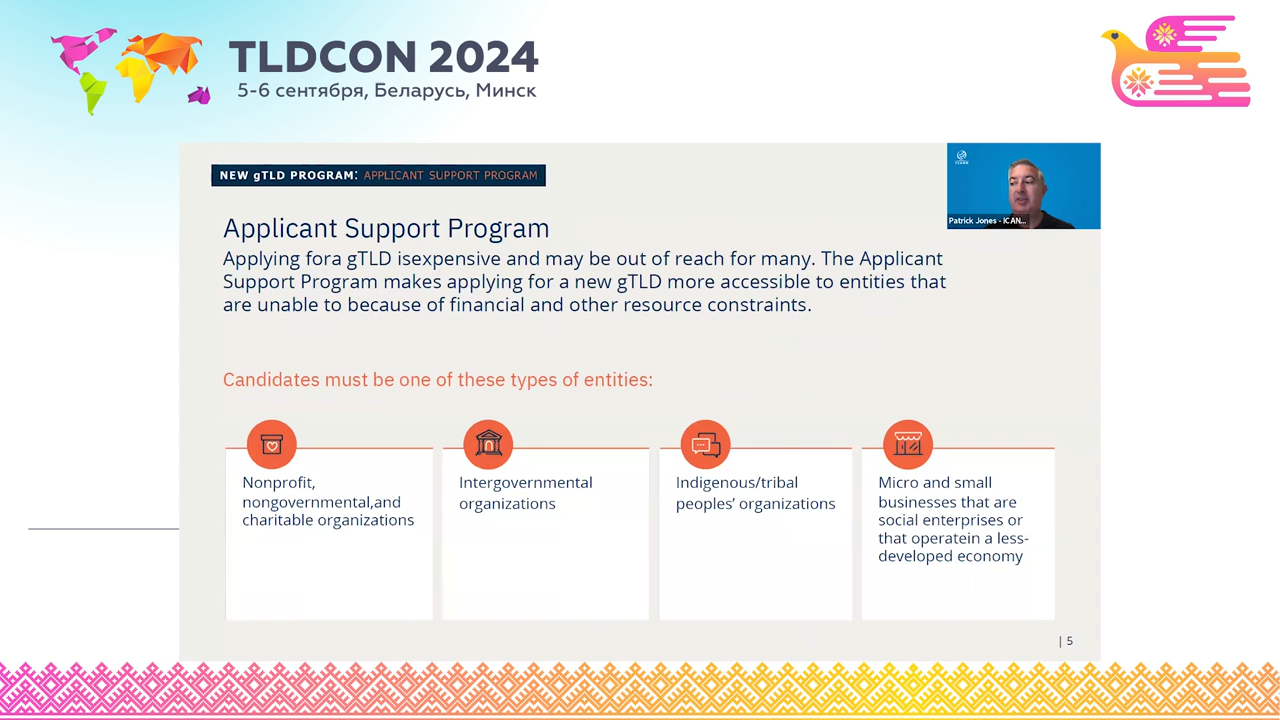 TLDCON 2024
5-6 сентября, Беларусь, Минск
NEW gTLD PROGRAM: APPLICANT SUPPORT PROGRAM
ICANN
Patrick Jones - ICAN...
Applicant Support Program
Applying fora gTLD isexpensive and may be out of reach for many. The Applicant
Support Program makes applying for a new gTLD more accessible to entities that
are unable to because of financial and other resource constraints.
Candidates must be one of these types of entities:
Nonprofit,
nongovernmental,and
charitable organizations
Intergovernmental
organizations
Indigenous/tribal
peoples’ organizations
Micro and small
businesses that are
social enterprises or
that operatein a less-
developed economy
| 5